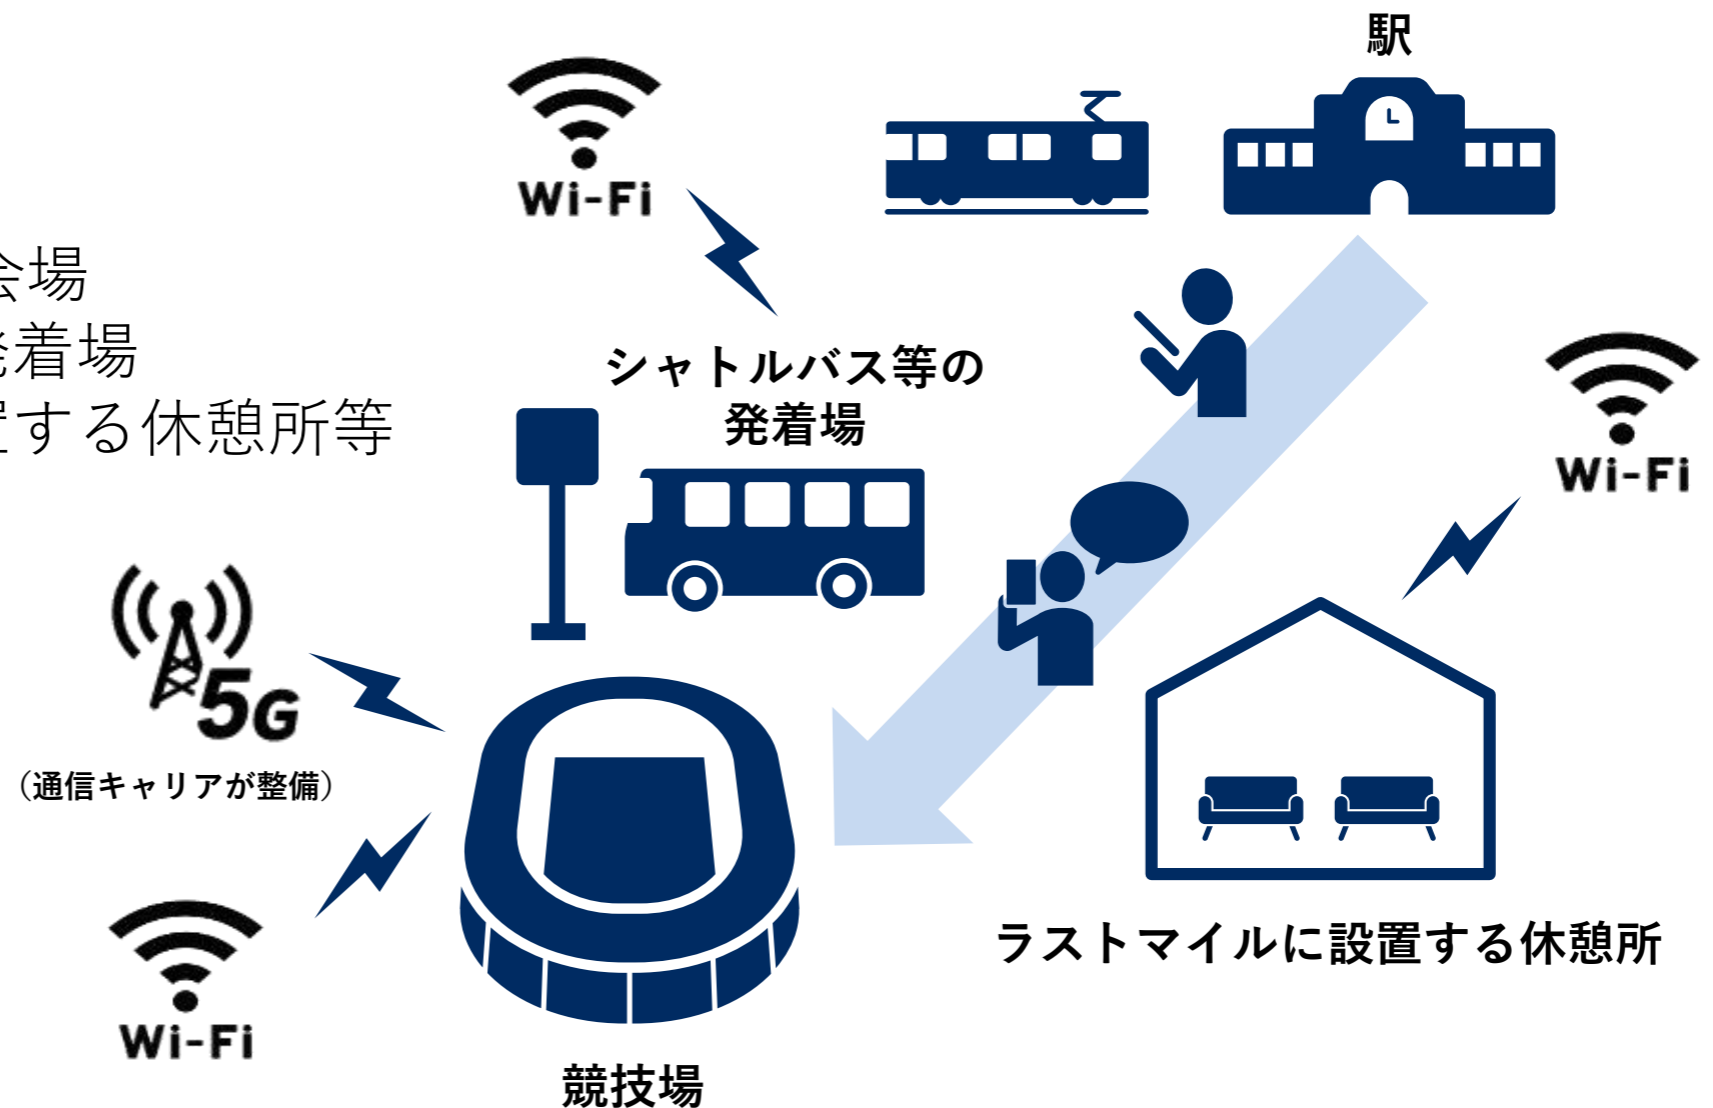 駅
Wi-Fi
会場
発着場
置する休憩所等
シャトルバス等の
発着場
Wi-Fi
5G
（通信キャリアが整備）
ラストマイルに設置する休憩所
Wi-Fi
競技場